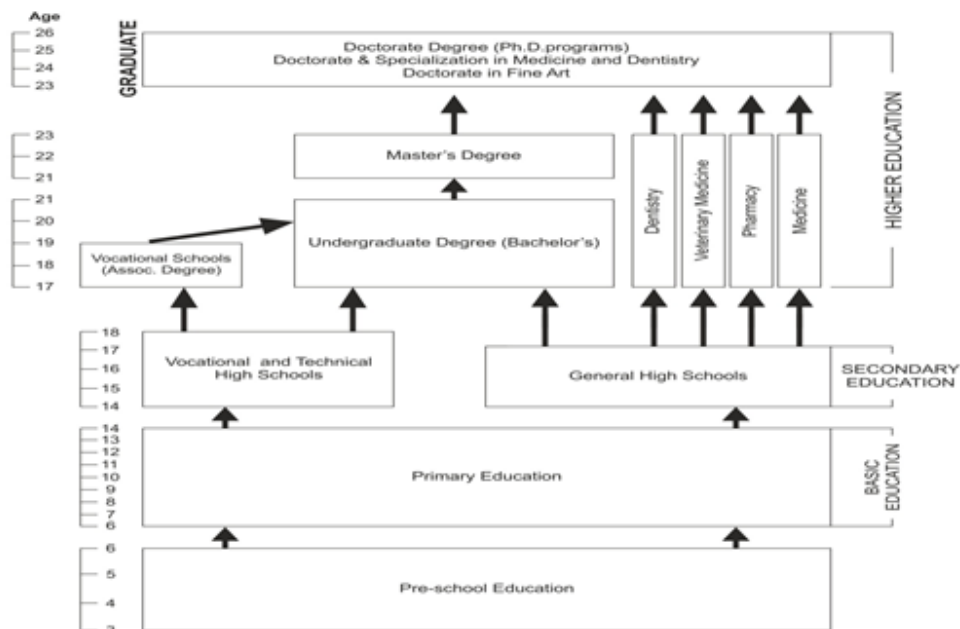 Age
26
25
24
23
GRADUATE
Doctorate Degree (Ph.D.programs)
Doctorate & Specialization in Medicine and Dentistry
Doctorate in Fine Art
HIGHER EDUCATION
23
22
21
Master's Degree
21
20
19
18
17
Undergraduate Degree (Bachelor's)
Vocational Schools
(Assoc. Degree)
Dentistry
Veterinary Medicine
Pharmacy
Medicine
18
17
16
15
14
Vocational and Technical
High Schools
General High Schools
SECONDARY
EDUCATION
14
13
12
11
10
9
8
7
6
Primary Education
BASIC
EDUCATION
6
5
4
3
Pre-school Education